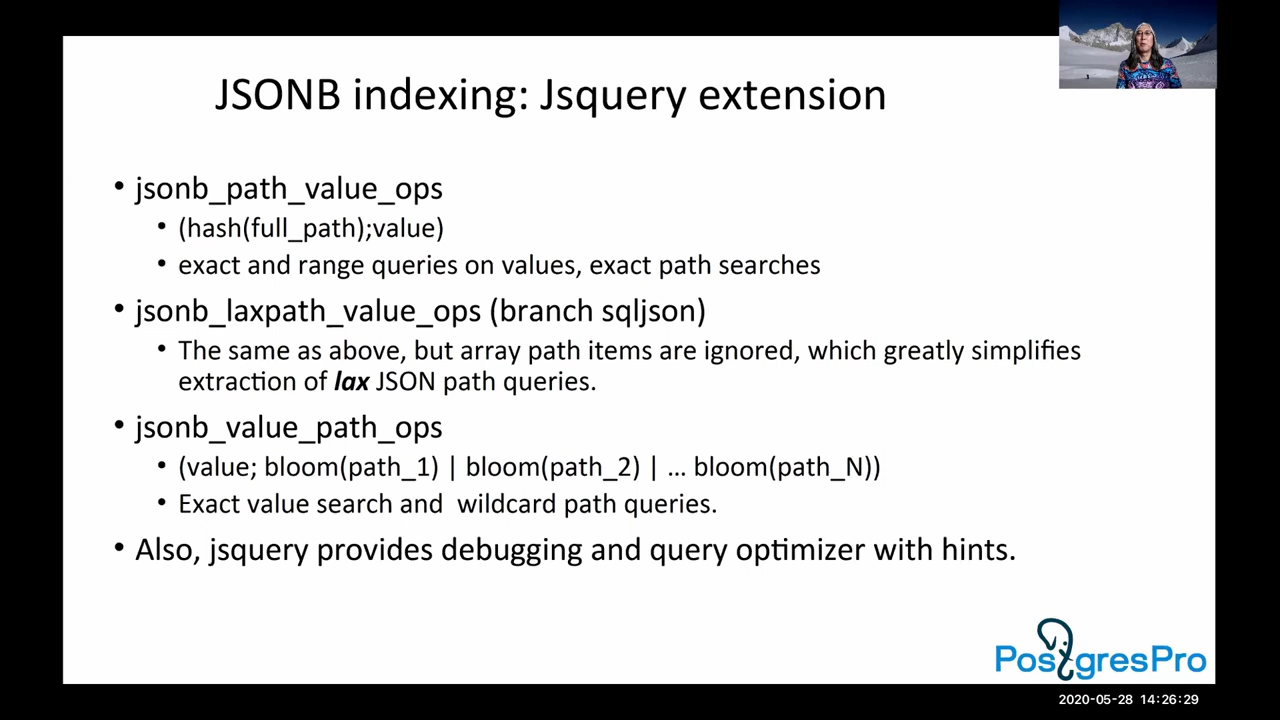 JSONB indexing: Jsquery extension
• jsonb_path_value_ops
• (hash(full_path);value)
• exact and range queries on values, exact path searches
• jsonb_laxpath_value_ops (branch sqljson)
• The same as above, but array path items are ignored, which greatly simplifies
extraction of lax JSON path queries.
• jsonb_value_path_ops
• (value; bloom(path_1) | bloom(path_2) | … bloom(path_N))
• Exact value search and  wildcard path queries.
• Also, jsquery provides debugging and query optimizer with hints.
PostgresPro
2020-05-28 14:26:29